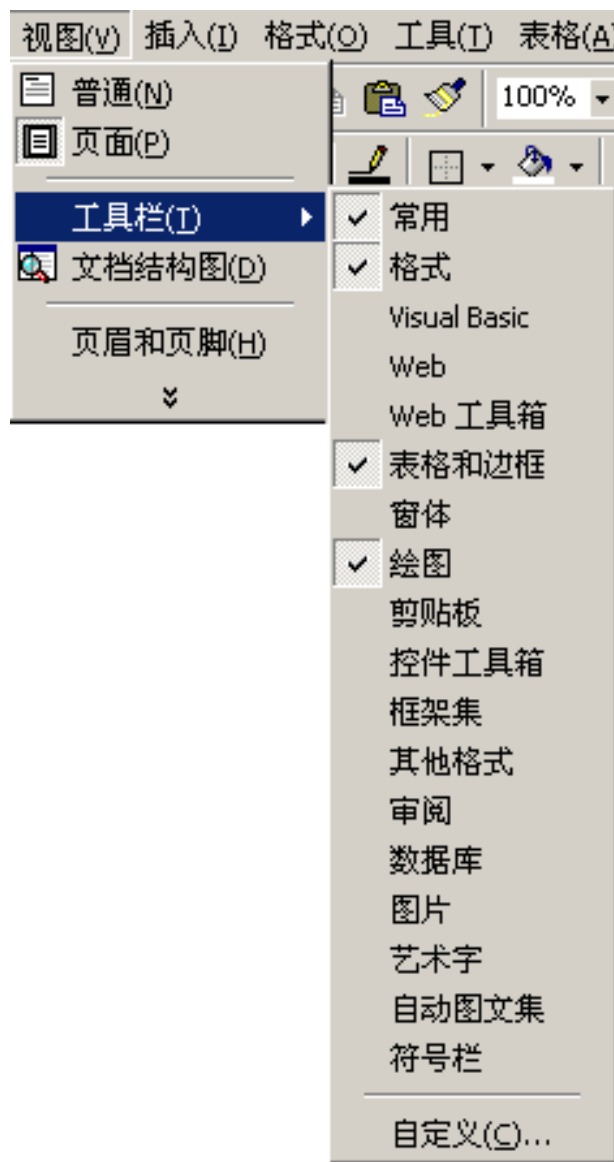 视图(V) 插入(I) 格式(O) 工具(T) 表格(A)
普通(N)
100%
页面(P)
工具栏(T)
常用
文档结构图(D)
格式
Visual Basic
页眉和页脚(H)
Web
Web 工具箱
表格和边框
窗体
绘图
剪贴板
控件工具箱
框架集
其他格式
审阅
数据库
图片
艺术字
自动图文集
符号栏
自定义(C)...